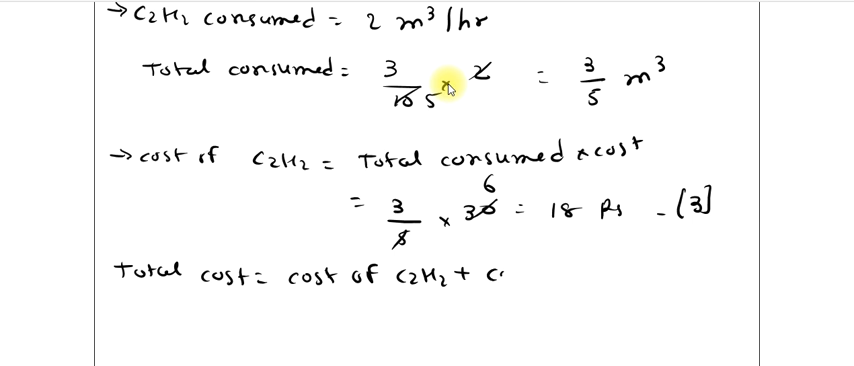 → C2H2 consumed = 2 m³/hr
Total consumed = 3/10 5 × 2 = 3/5 m³
→ cost of C2H2 = Total consumed × cost
= 3/5 × 30 6 = 18 Rs - [3]
Total cost = cost of C2H2 + c